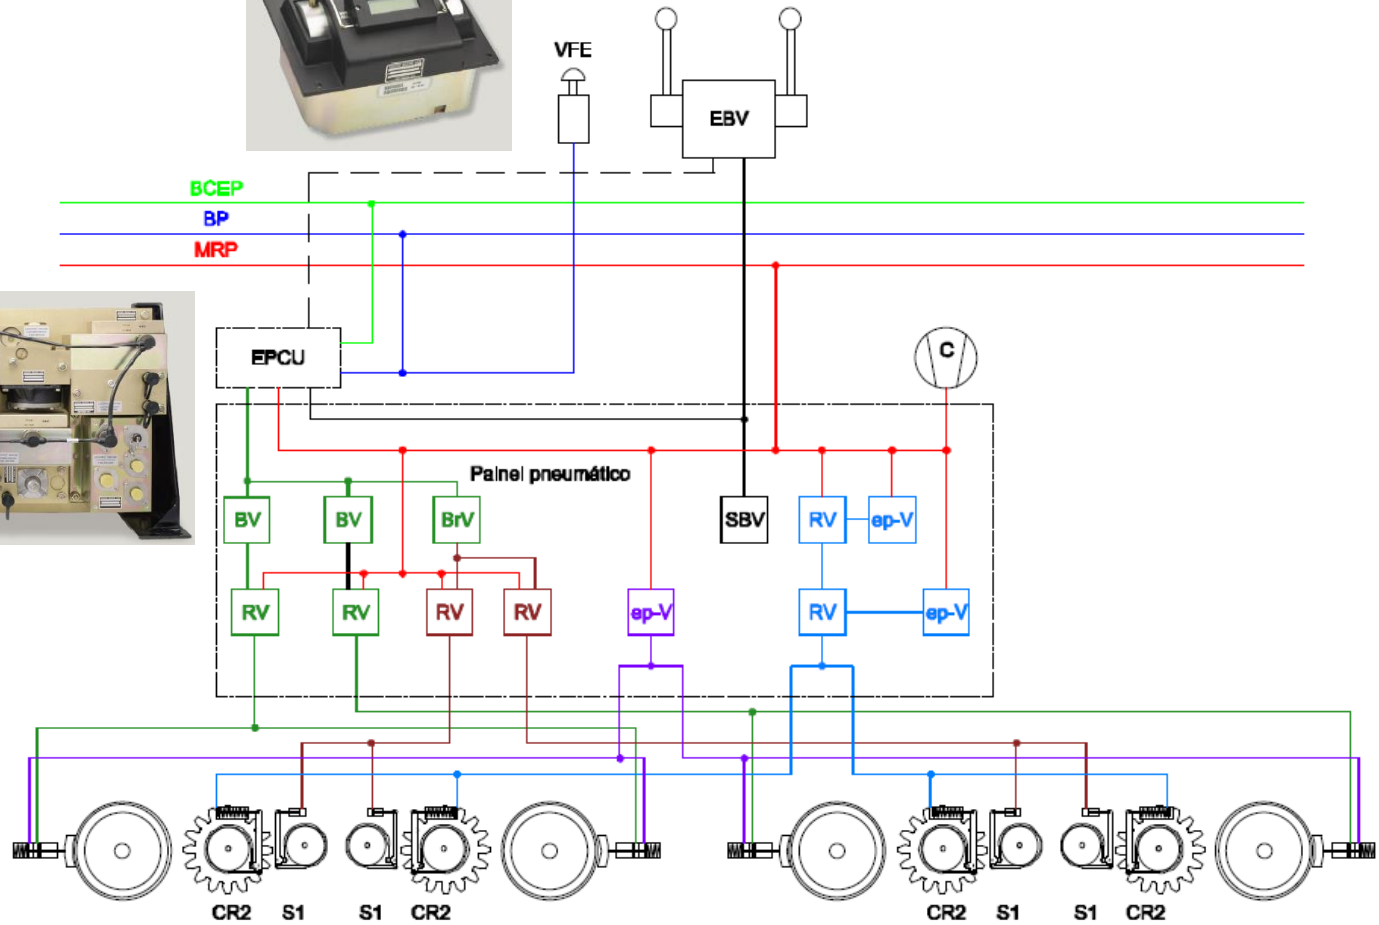 VFE
EBV
BCEP
BP
MRP
EPCU
C
Painel pneumático
BV
BV
BrV
SBV
RV
ep-V
RV
RV
RV
RV
ep-V
RV
ep-V
CR2
S1
S1
CR2
CR2
S1
S1
CR2